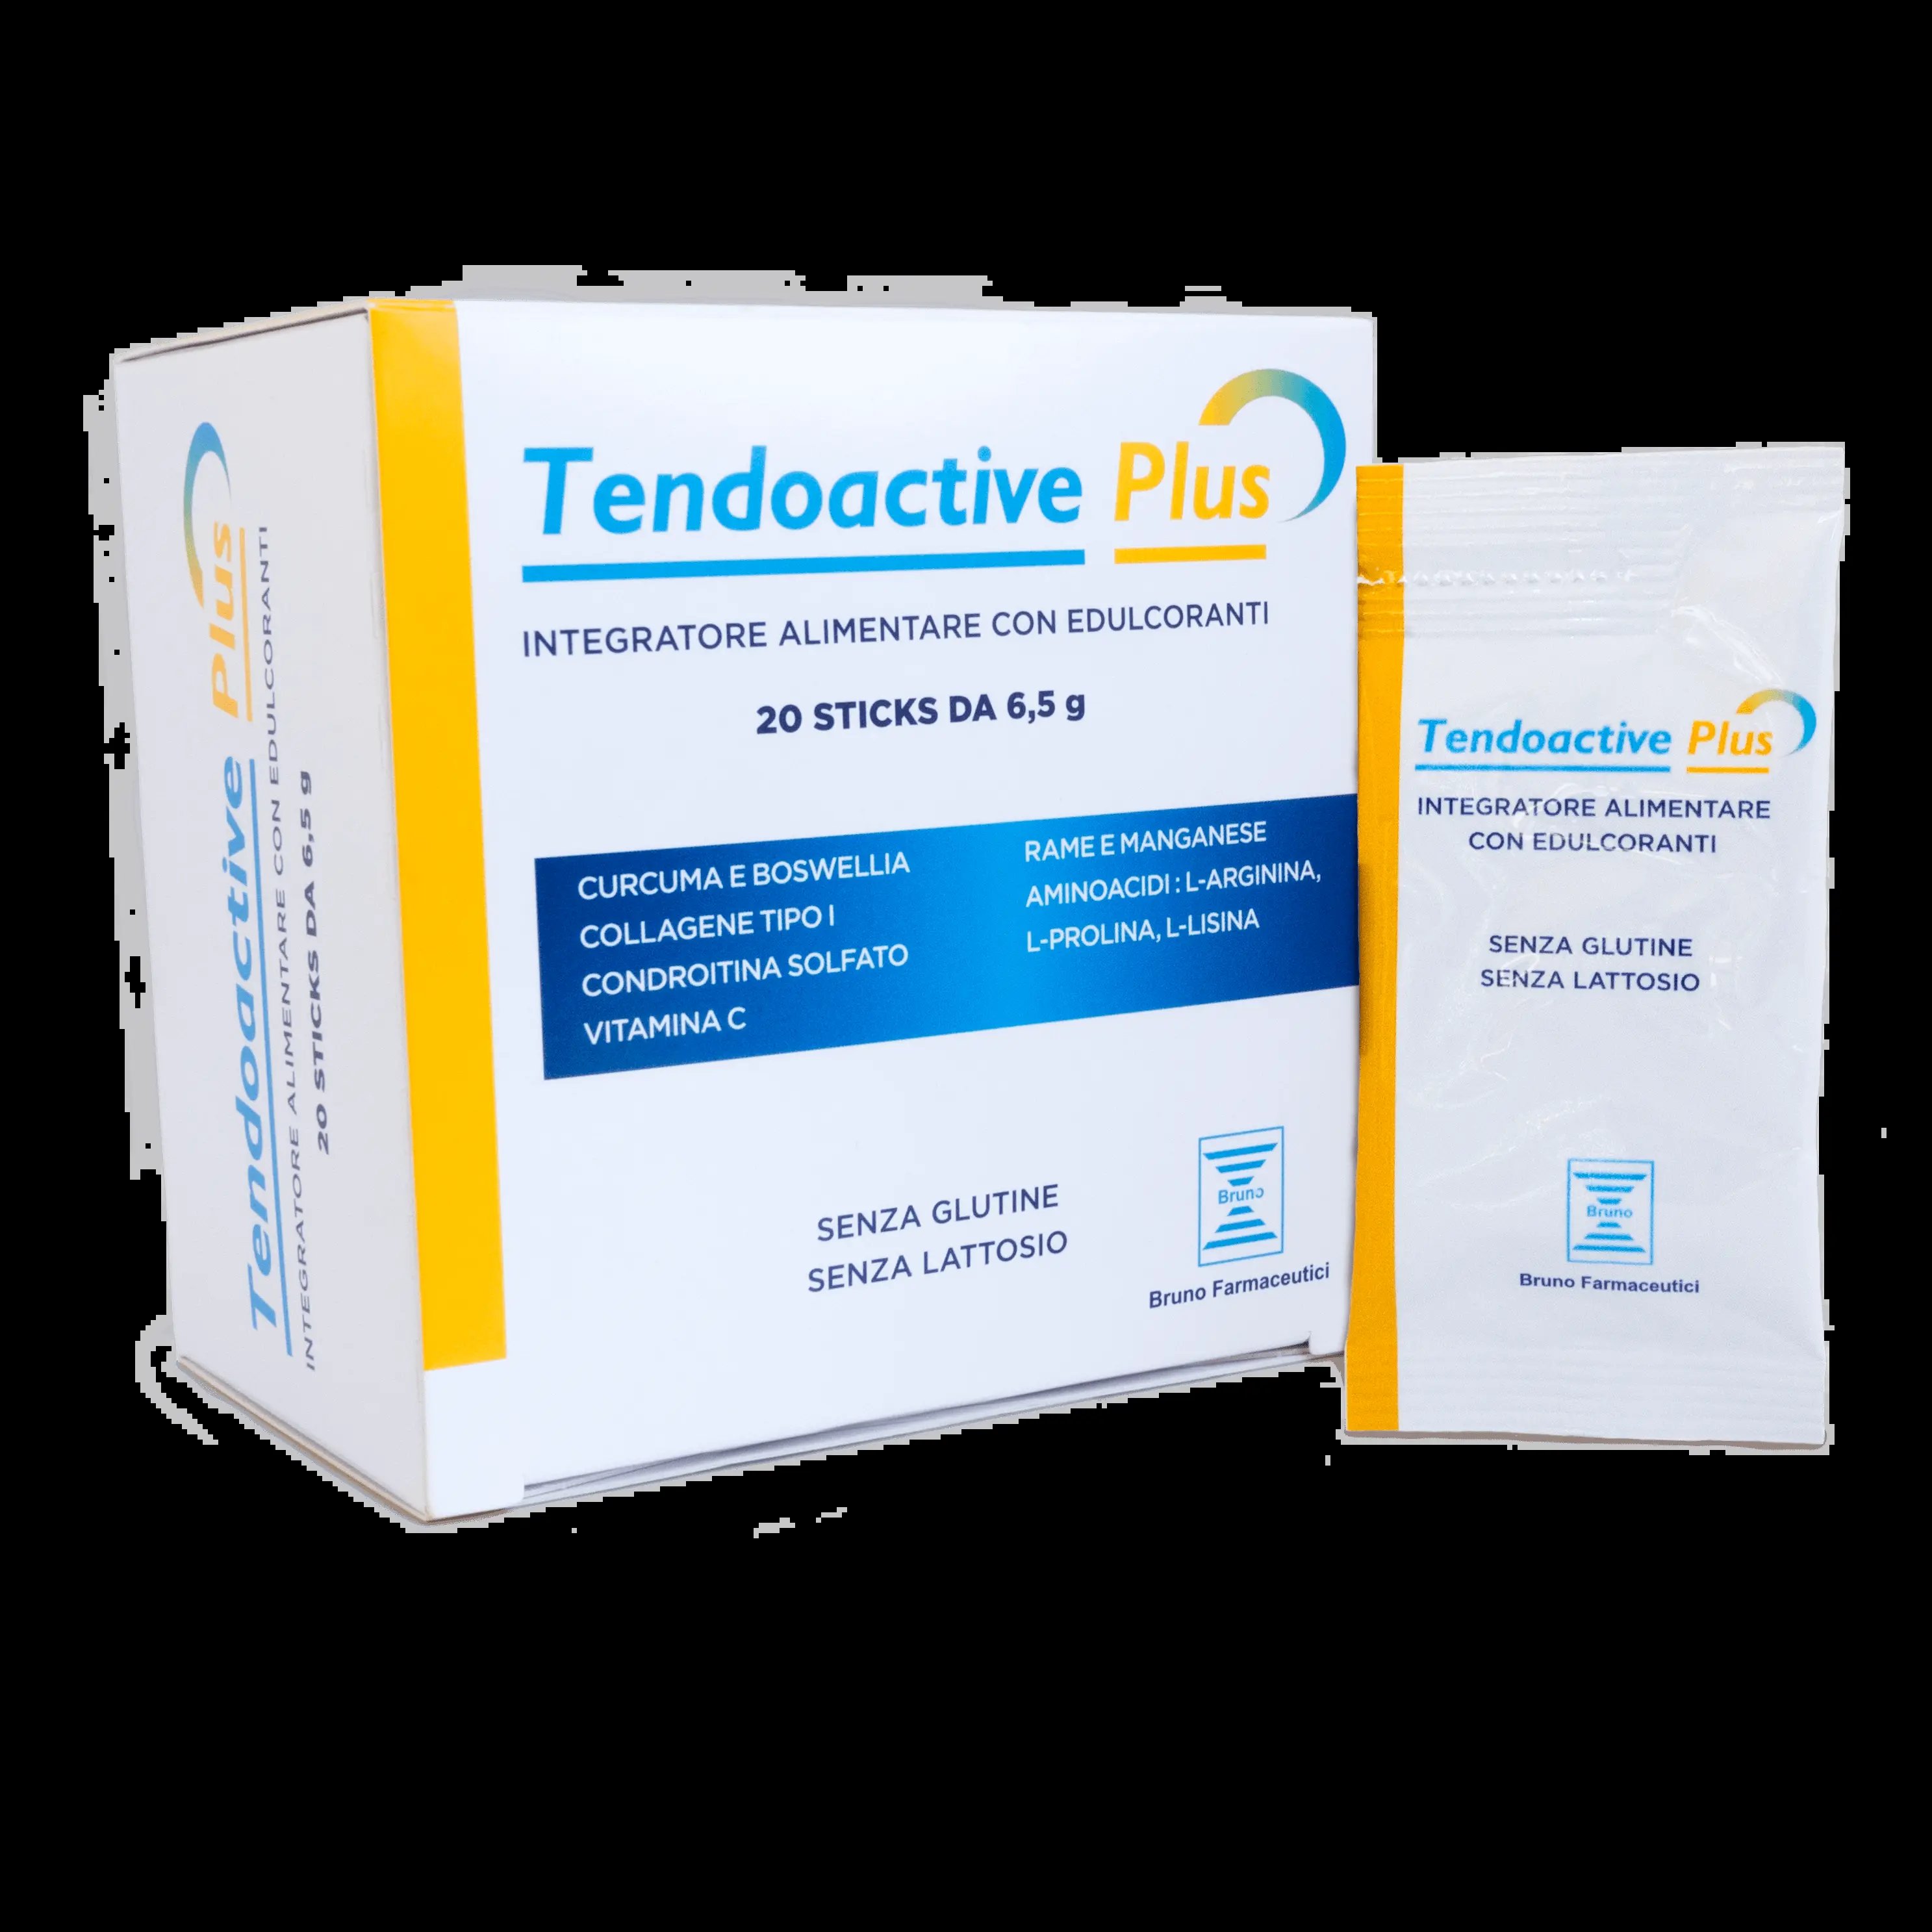 Tendoactive Plus
INTEGRATORE ALIMENTARE CON EDULCORANTI
20 STICKS DA 6,5 g
Tendoactive Plus
INTEGRATORE ALIMENTARE CON EDULCORANTI
20 STICKS DA 6,5 g
CURCUMA E BOSWELLIA
COLLAGENE TIPO I
CONDROITINA SOLFATO
VITAMINA C
RAME E MANGANESE
AMINOACIDI : L-ARGININA,
L-PROLINA, L-LISINA
SENZA GLUTINE
SENZA LATTOSIO
Bruno
Bruno Farmaceutici
Tendoactive Plus
INTEGRATORE ALIMENTARE
CON EDULCORANTI
SENZA GLUTINE
SENZA LATTOSIO
Bruno
Bruno Farmaceutici